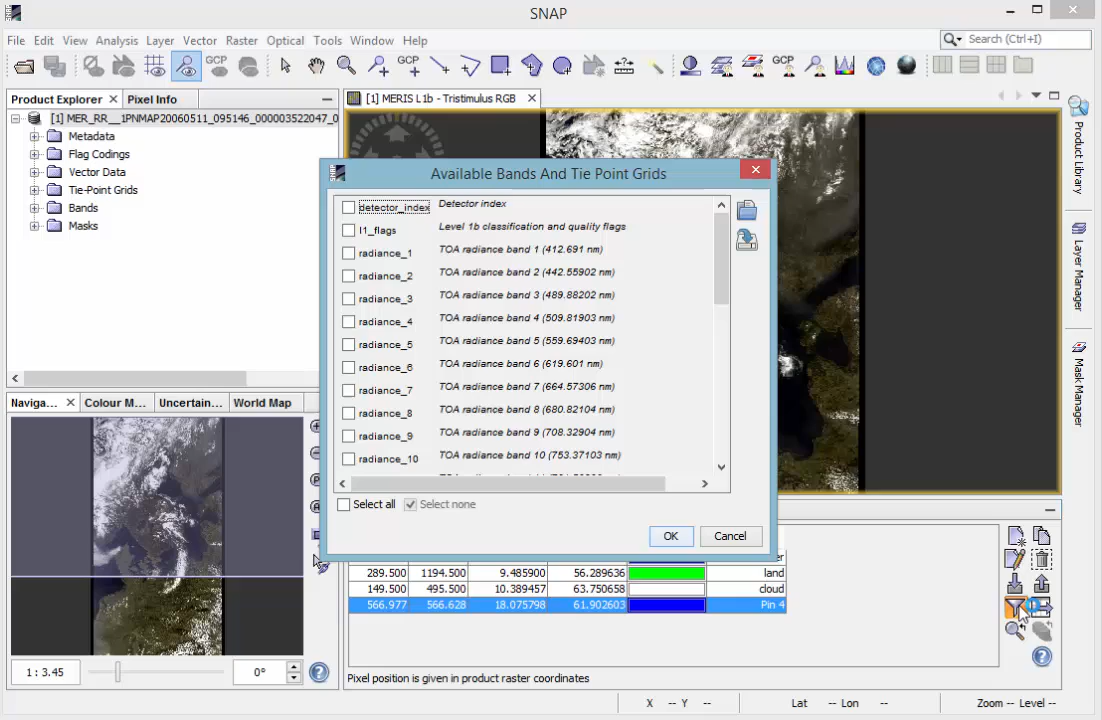 SNAP
File Edit View Analysis Layer Vector Raster Optical Tools Window Help
Search (Ctrl+I)
GCP GCP GCP
Product Explorer Pixel Info
[1] MERIS L1b - Tristimulus RGB
[1] MER_RR__1PNMAP20060511_095146_000003522047_0
Metadata
Flag Codings
Vector Data
Tie-Point Grids
Bands
Masks
Product Library
Layer Manager
Mask Manager
Available Bands And Tie Point Grids
detector_index Detector index
l1_flags Level 1b classification and quality flags
radiance_1 TOA radiance band 1 (412.691 nm)
radiance_2 TOA radiance band 2 (442.55902 nm)
radiance_3 TOA radiance band 3 (489.88202 nm)
radiance_4 TOA radiance band 4 (509.81903 nm)
radiance_5 TOA radiance band 5 (559.69403 nm)
radiance_6 TOA radiance band 6 (619.601 nm)
radiance_7 TOA radiance band 7 (664.57306 nm)
radiance_8 TOA radiance band 8 (680.82104 nm)
radiance_9 TOA radiance band 9 (708.32904 nm)
radiance_10 TOA radiance band 10 (753.37103 nm)
Select all Select none
OK Cancel
Naviga... Colour M... Uncertain... World Map
289.500 1194.500 9.485900 56.289636 land
149.500 495.500 10.389457 63.750658 cloud
566.977 566.628 18.075798 61.902603 Pin 4
1 : 3.45 0°
Pixel position is given in product raster coordinates
X -- Y -- Lat -- Lon -- Zoom -- Level --